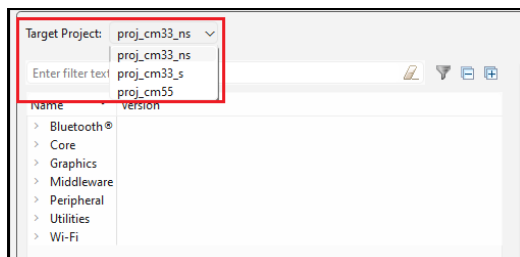 Target Project: proj_cm33_ns
proj_cm33_ns
Enter filter text proj_cm33_s
proj_cm55
Name Version
Bluetooth®
Core
Graphics
Middleware
Peripheral
Utilities
Wi-Fi